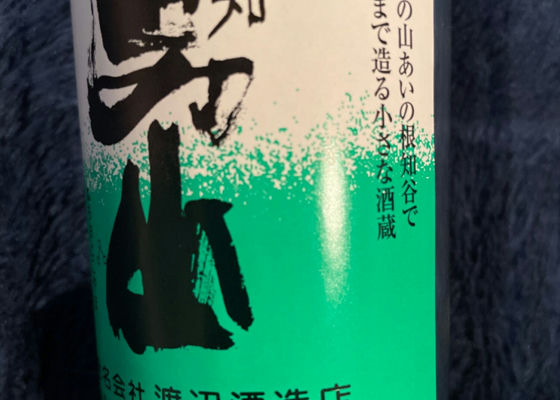 の山あいの根知谷で
まで造る小さな酒蔵
知
男山
名会社 渡辺酒造店